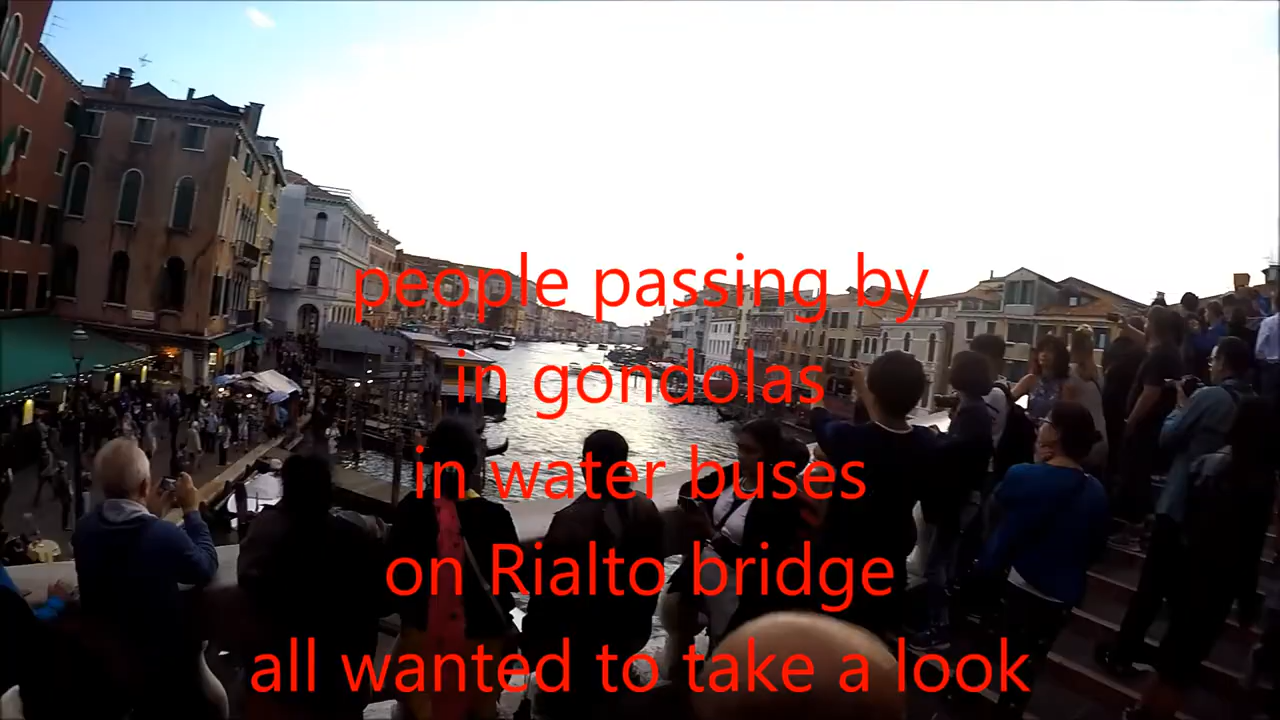 people passing by
in gondolas
in water buses
on Rialto bridge
all wanted to take a look